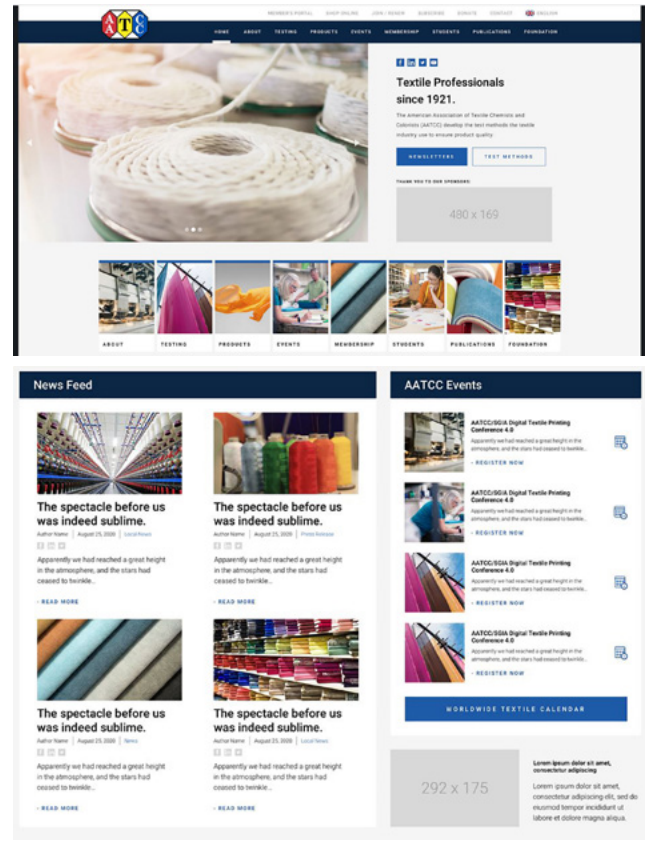 MEMBER'S PORTAL SHOP ONLINE JOIN / RENEW SUBSCRIBE DONATE CONTACT ENGLISH
AATCC
HOME ABOUT TESTING PRODUCTS EVENTS MEMBERSHIP STUDENTS PUBLICATIONS FOUNDATION
Textile Professionals
since 1921.
The American Association of Textile Chemists and
Colorists (AATCC) develop the test methods the textile
industry use to ensure product quality
NEWSLETTERS TEST METHODS
THANK YOU TO OUR SPONSORS:
480 x 169
ABOUT TESTING PRODUCTS EVENTS MEMBERSHIP STUDENTS PUBLICATIONS FOUNDATION
News Feed
The spectacle before us
was indeed sublime.
Author Name | August 25, 2020 | Local News
Apparently we had reached a great height
in the atmosphere, and the stars had
ceased to twinkle...
› READ MORE
The spectacle before us
was indeed sublime.
Author Name | August 25, 2020 | Press Release
Apparently we had reached a great height
in the atmosphere, and the stars had
ceased to twinkle...
› READ MORE
The spectacle before us
was indeed sublime.
Author Name | August 25, 2020 | News
Apparently we had reached a great height
in the atmosphere, and the stars had
ceased to twinkle...
› READ MORE
The spectacle before us
was indeed sublime.
Author Name | August 25, 2020 | Local News
Apparently we had reached a great height
in the atmosphere, and the stars had
ceased to twinkle...
› READ MORE
AATCC Events
AATCC/SGIA Digital Textile Printing
Conference 4.0
Apparently we had reached a great height in the
atmosphere, and the stars had ceased to twinkle...
› REGISTER NOW
AATCC/SGIA Digital Textile Printing
Conference 4.0
Apparently we had reached a great height in the
atmosphere, and the stars had ceased to twinkle...
› REGISTER NOW
AATCC/SGIA Digital Textile Printing
Conference 4.0
Apparently we had reached a great height in the
atmosphere, and the stars had ceased to twinkle...
› REGISTER NOW
AATCC/SGIA Digital Textile Printing
Conference 4.0
Apparently we had reached a great height in the
atmosphere, and the stars had ceased to twinkle...
› REGISTER NOW
WORLDWIDE TEXTILE CALENDAR
292 x 175
Lorem ipsum dolor sit amet,
consectetur adipiscing
Lorem ipsum dolor sit amet,
consectetur adipiscing elit, sed do
eiusmod tempor incididunt ut
labore et dolore magna aliqua.